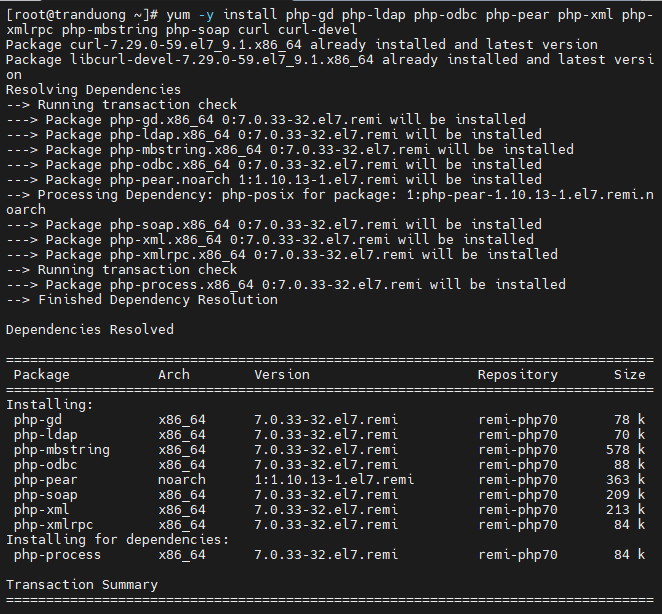 [root@tranduong ~]# yum -y install php-gd php-ldap php-odbc php-pear php-xml php-
xmlrpc php-mbstring php-soap curl curl-devel
Package curl-7.29.0-59.el7_9.1.x86_64 already installed and latest version
Package libcurl-devel-7.29.0-59.el7_9.1.x86_64 already installed and latest versi
on
Resolving Dependencies
--> Running transaction check
---> Package php-gd.x86_64 0:7.0.33-32.el7.remi will be installed
---> Package php-ldap.x86_64 0:7.0.33-32.el7.remi will be installed
---> Package php-mbstring.x86_64 0:7.0.33-32.el7.remi will be installed
---> Package php-odbc.x86_64 0:7.0.33-32.el7.remi will be installed
---> Package php-pear.noarch 1:1.10.13-1.el7.remi will be installed
--> Processing Dependency: php-posix for package: 1:php-pear-1.10.13-1.el7.remi.n
oarch
---> Package php-soap.x86_64 0:7.0.33-32.el7.remi will be installed
---> Package php-xml.x86_64 0:7.0.33-32.el7.remi will be installed
---> Package php-xmlrpc.x86_64 0:7.0.33-32.el7.remi will be installed
--> Running transaction check
---> Package php-process.x86_64 0:7.0.33-32.el7.remi will be installed
--> Finished Dependency Resolution

Dependencies Resolved

=================================================================================
 Package           Arch        Version                     Repository       Size
=================================================================================
Installing:
 php-gd            x86_64      7.0.33-32.el7.remi          remi-php70       78 k
 php-ldap          x86_64      7.0.33-32.el7.remi          remi-php70       70 k
 php-mbstring      x86_64      7.0.33-32.el7.remi          remi-php70      578 k
 php-odbc          x86_64      7.0.33-32.el7.remi          remi-php70       88 k
 php-pear          noarch      1:1.10.13-1.el7.remi        remi-php70      363 k
 php-soap          x86_64      7.0.33-32.el7.remi          remi-php70      209 k
 php-xml           x86_64      7.0.33-32.el7.remi          remi-php70      213 k
 php-xmlrpc        x86_64      7.0.33-32.el7.remi          remi-php70       84 k
Installing for dependencies:
 php-process       x86_64      7.0.33-32.el7.remi          remi-php70       84 k

Transaction Summary
=================================================================================